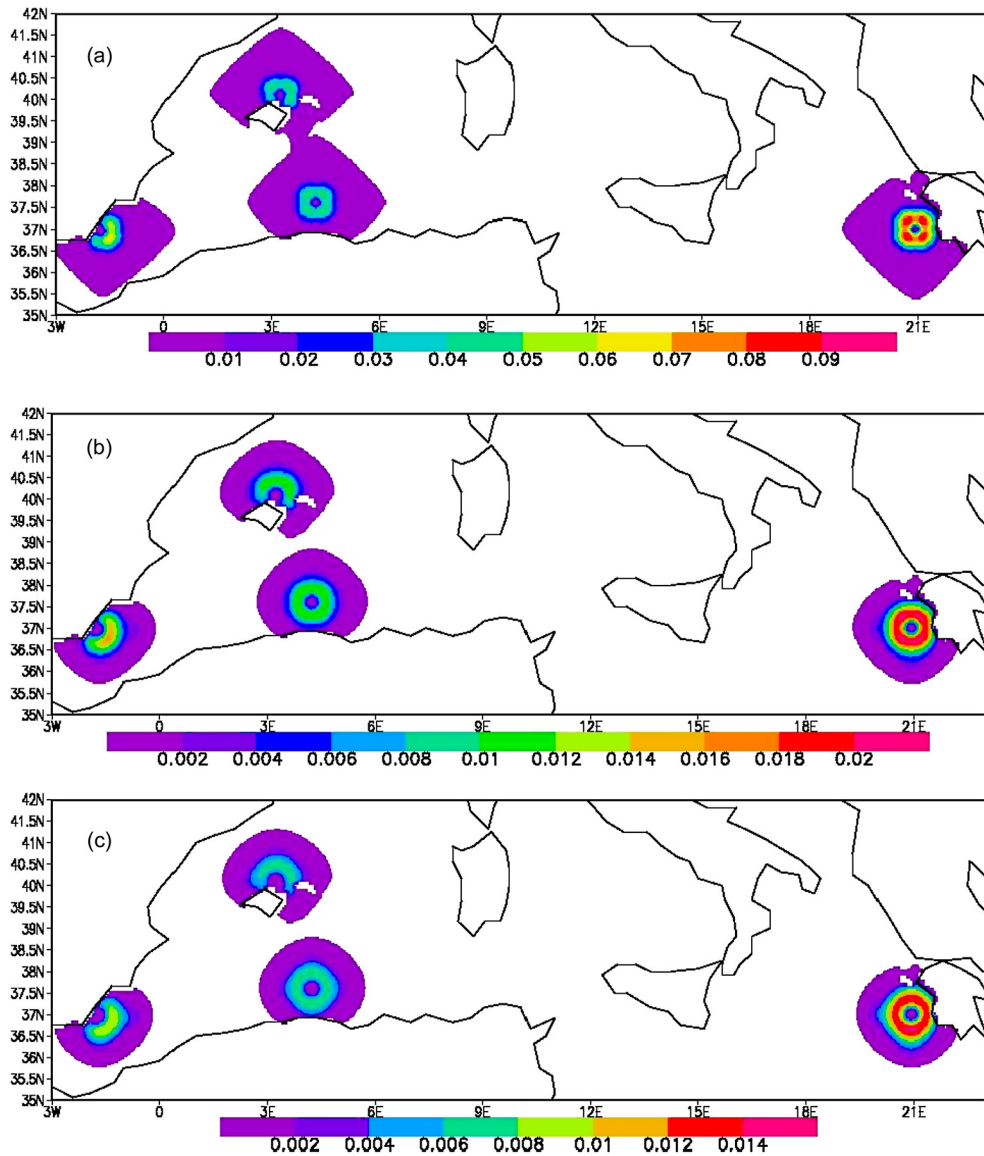 42N
41.5N
41N
40.5N
40N
39.5N
39N
38.5N
38N
37.5N
37N
36.5N
36N
35.5N
35N
(a)
3W 0 3E 6E 9E 12E 15E 18E 21E
0.01 0.02 0.03 0.04 0.05 0.06 0.07 0.08 0.09
42N
41.5N
41N
40.5N
40N
39.5N
39N
38.5N
38N
37.5N
37N
36.5N
36N
35.5N
35N
(b)
3W 0 3E 6E 9E 12E 15E 18E 21E
0.002 0.004 0.006 0.008 0.01 0.012 0.014 0.016 0.018 0.02
42N
41.5N
41N
40.5N
40N
39.5N
39N
38.5N
38N
37.5N
37N
36.5N
36N
35.5N
35N
(c)
3W 0 3E 6E 9E 12E 15E 18E 21E
0.002 0.004 0.006 0.008 0.01 0.012 0.014